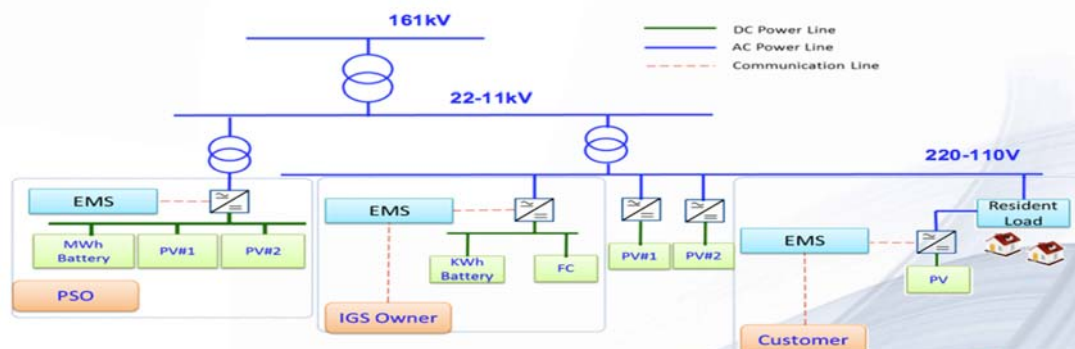 161kV
DC Power Line
AC Power Line
Communication Line
22-11kV
220-110V
EMS
MWh
Battery
PV#1
PV#2
PSO
EMS
KWh
Battery
FC
IGS Owner
PV#1
PV#2
EMS
Resident
Load
PV
Customer